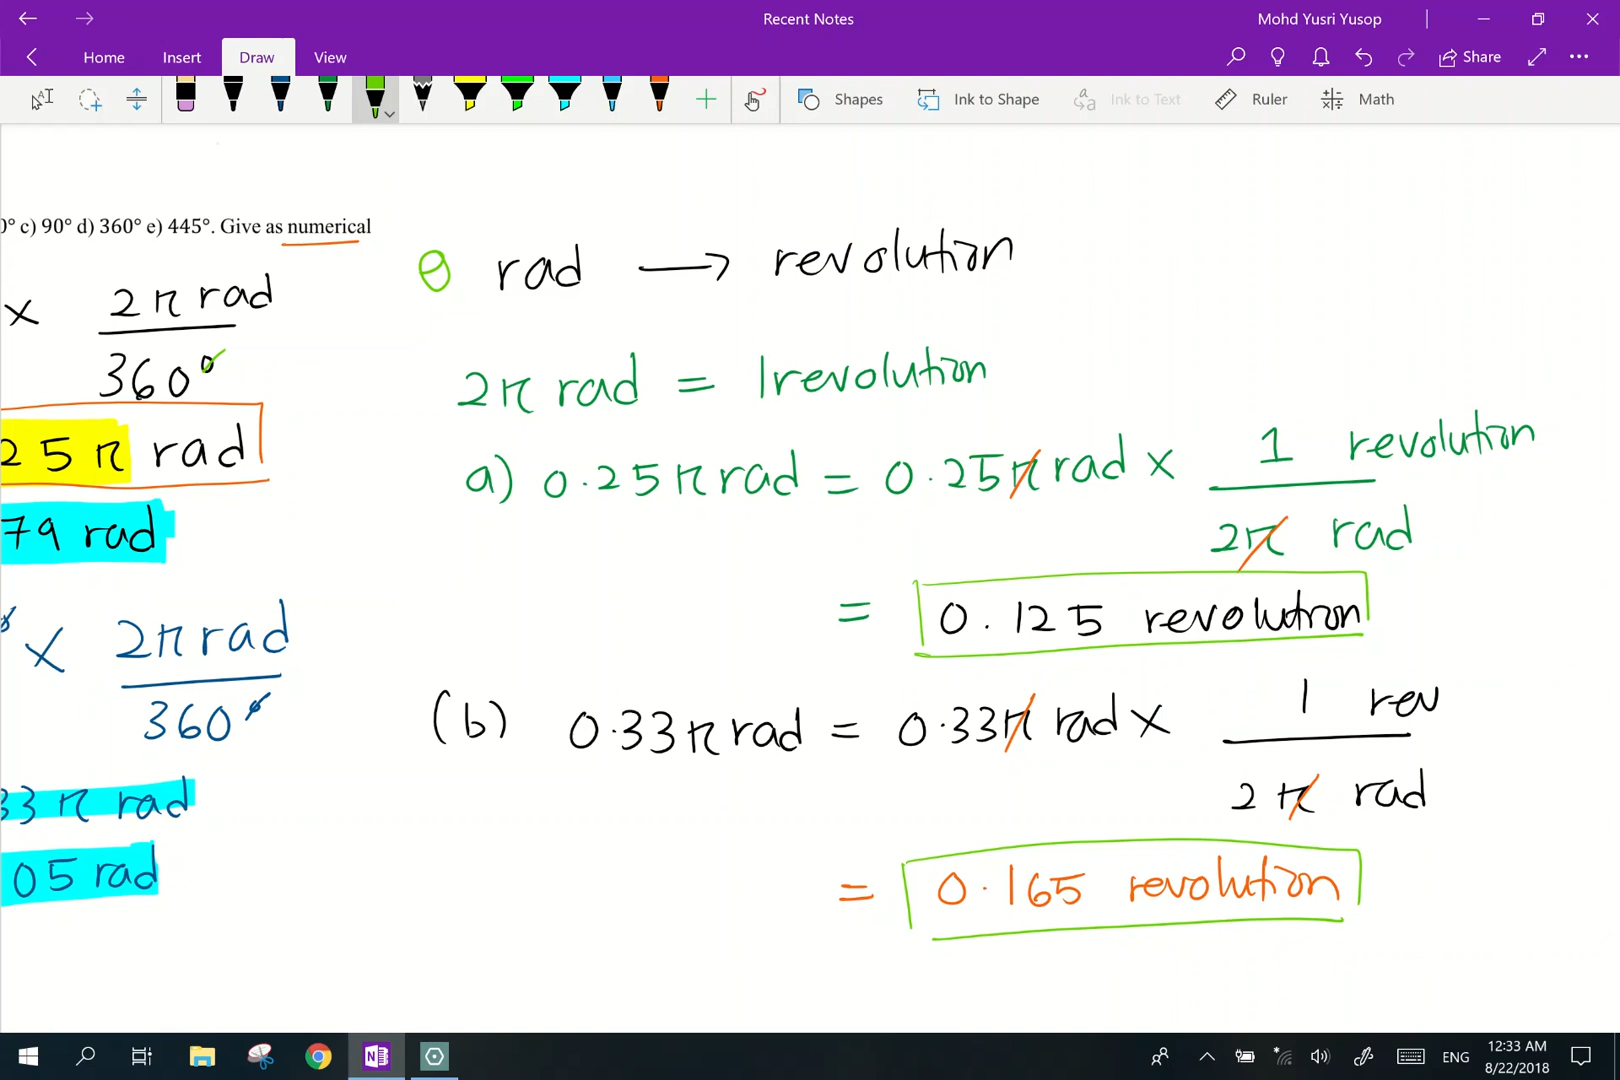 Recent Notes
Mohd Yusri Yusop
Home Insert Draw View
Share
Shapes Ink to Shape Ink to Text Ruler Math
0° c) 90° d) 360° e) 445°. Give as numerical
× 2π rad
360°
25 π rad
79 rad
× 2π rad
360°
33 π rad
05 rad
θ rad → revolution
2π rad = 1 revolution
a) 0.25π rad = 0.25π rad × 1 revolution
2π rad
= 0.125 revolution
(b) 0.33π rad = 0.33π rad × 1 rev
2π rad
= 0.165 revolution
ENG
12:33 AM
8/22/2018